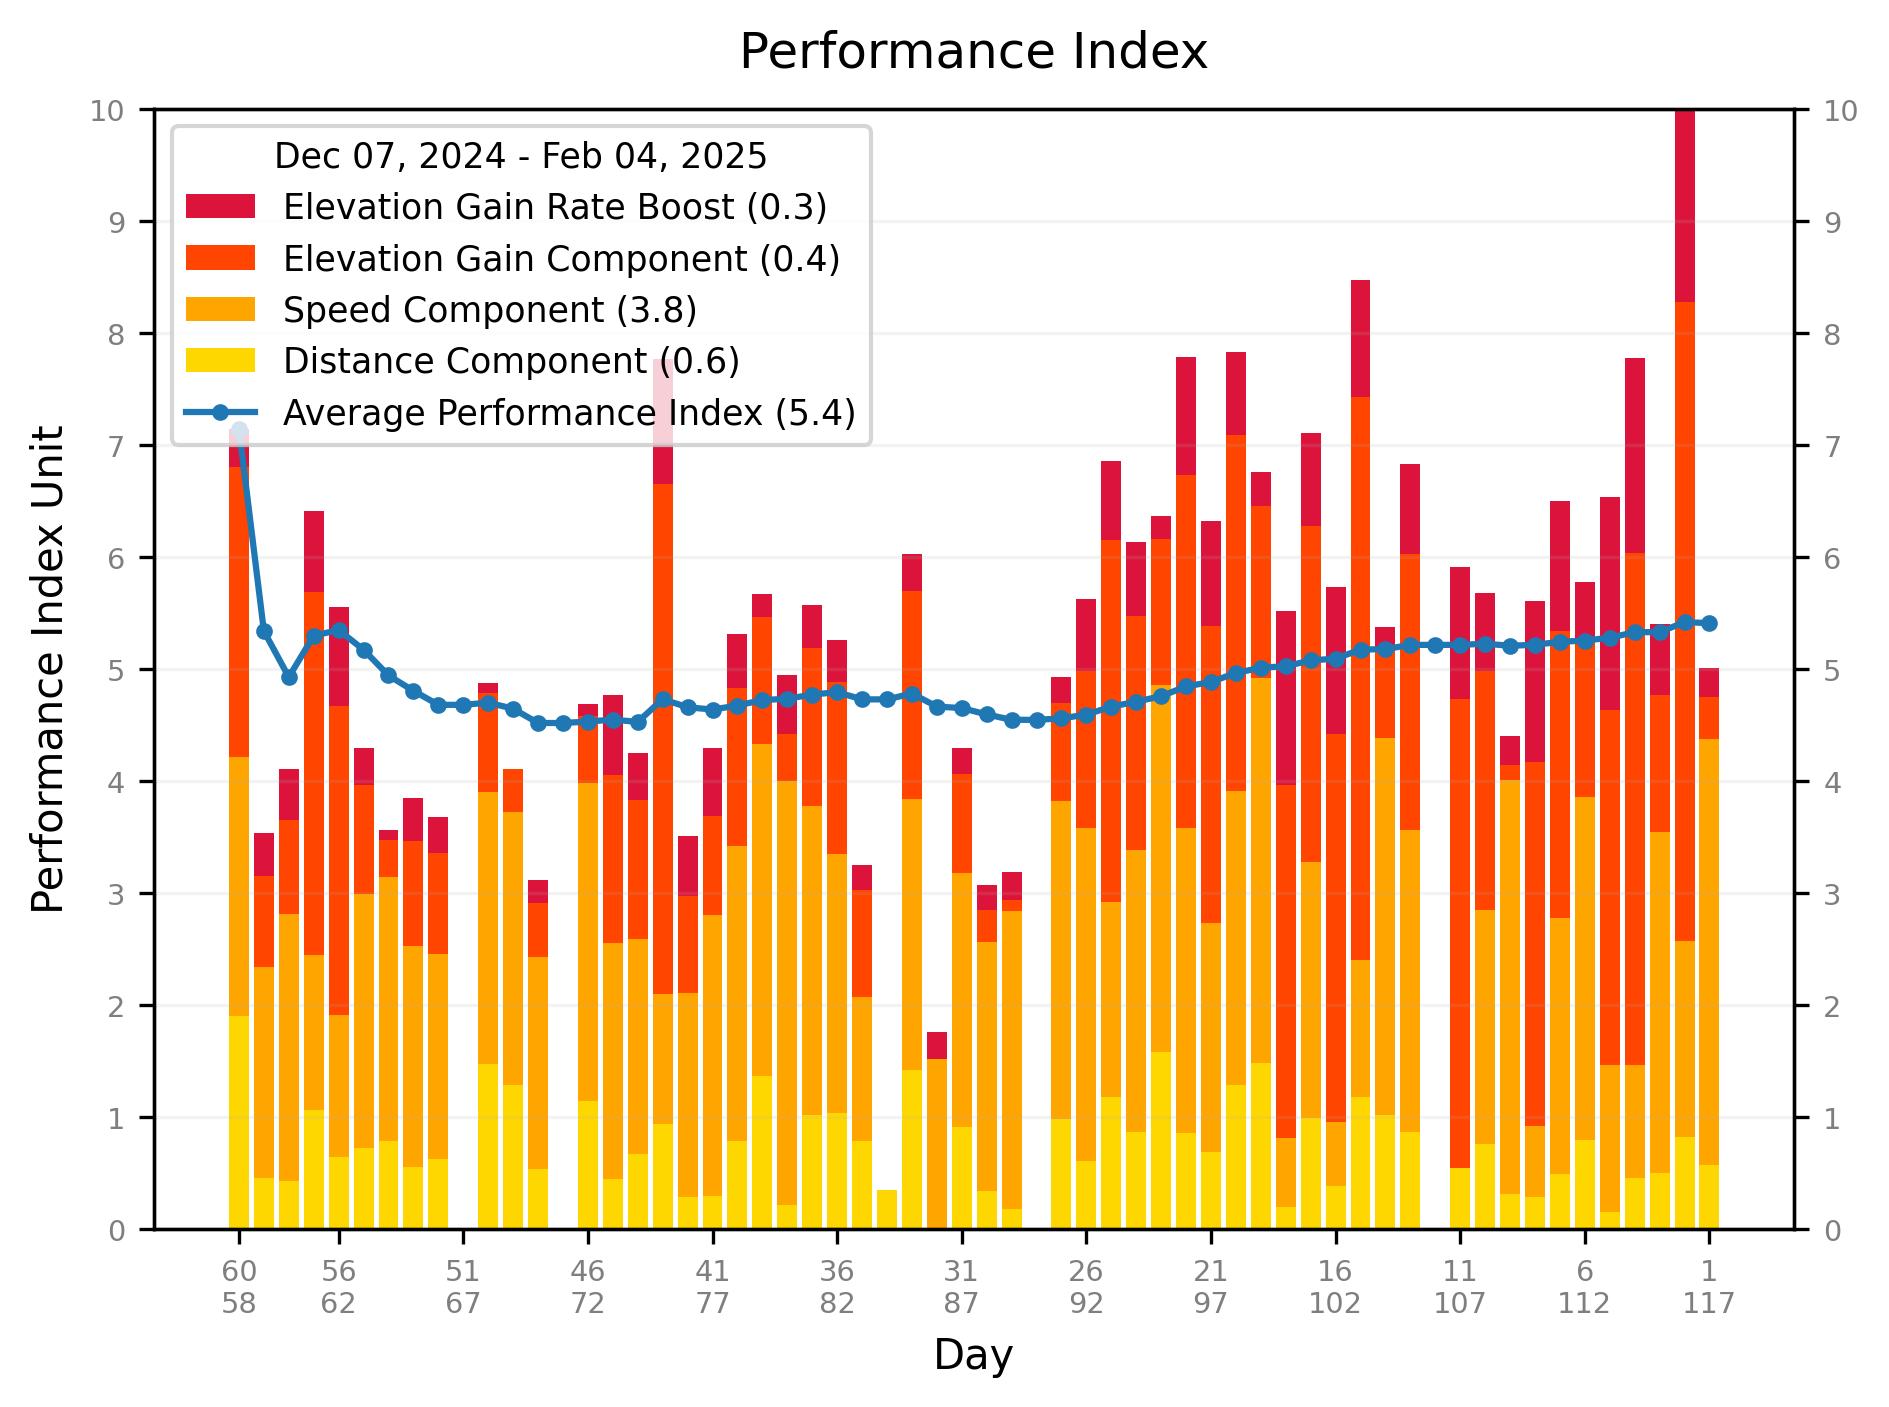 Performance Index
Dec 07, 2024 - Feb 04, 2025
Elevation Gain Rate Boost (0.3)
Elevation Gain Component (0.4)
Speed Component (3.8)
Distance Component (0.6)
Average Performance Index (5.4)
Performance Index Unit
10
9
8
7
6
5
4
3
2
1
0
10
9
8
7
6
5
4
3
2
1
0
60 56 51 46 41 36 31 26 21 16 11 6 1
58 62 67 72 77 82 87 92 97 102 107 112 117
Day